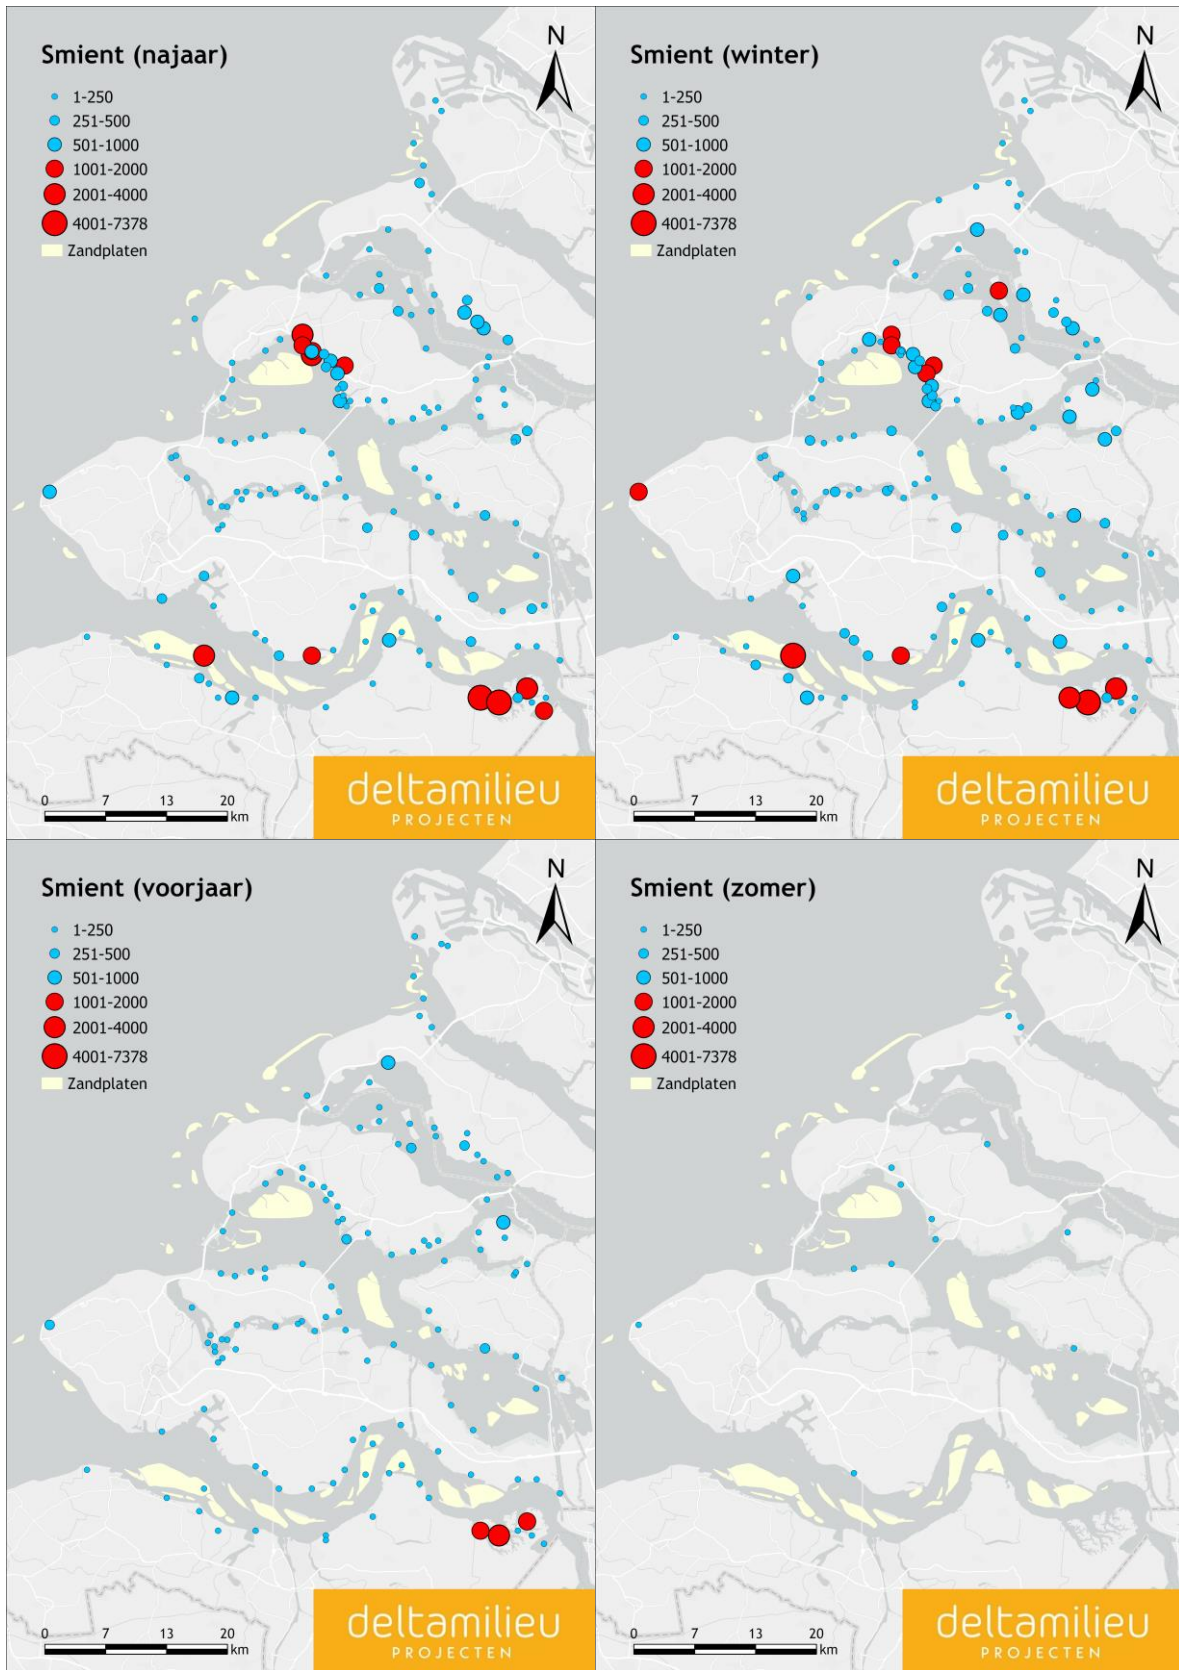 Smient (najaar)
N
1-250
251-500
501-1000
1001-2000
2001-4000
4001-7378
Zandplaten
0 7 13 20
km
deltamilieu
PROJECTEN
Smient (winter)
N
1-250
251-500
501-1000
1001-2000
2001-4000
4001-7378
Zandplaten
0 7 13 20
km
deltamilieu
PROJECTEN
Smient (voorjaar)
N
1-250
251-500
501-1000
1001-2000
2001-4000
4001-7378
Zandplaten
0 7 13 20
km
deltamilieu
PROJECTEN
Smient (zomer)
N
1-250
251-500
501-1000
1001-2000
2001-4000
4001-7378
Zandplaten
0 7 13 20
km
deltamilieu
PROJECTEN